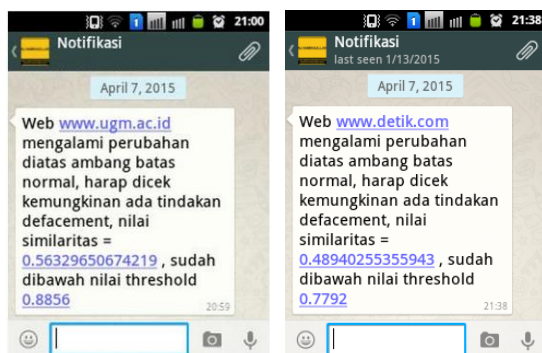 21:00
Notifikasi
April 7, 2015
Web www.ugm.ac.id
mengalami perubahan
diatas ambang batas
normal, harap dicek
kemungkinan ada tindakan
defacement, nilai
similaritas =
0.56329650674219 , sudah
dibawah nilai threshold
0.8856
20:59
21:38
Notifikasi
last seen 1/13/2015
April 7, 2015
Web www.detik.com
mengalami perubahan
diatas ambang batas
normal, harap dicek
kemungkinan ada tindakan
defacement, nilai
similaritas =
0.48940255355943 , sudah
dibawah nilai threshold
0.7792
21:38